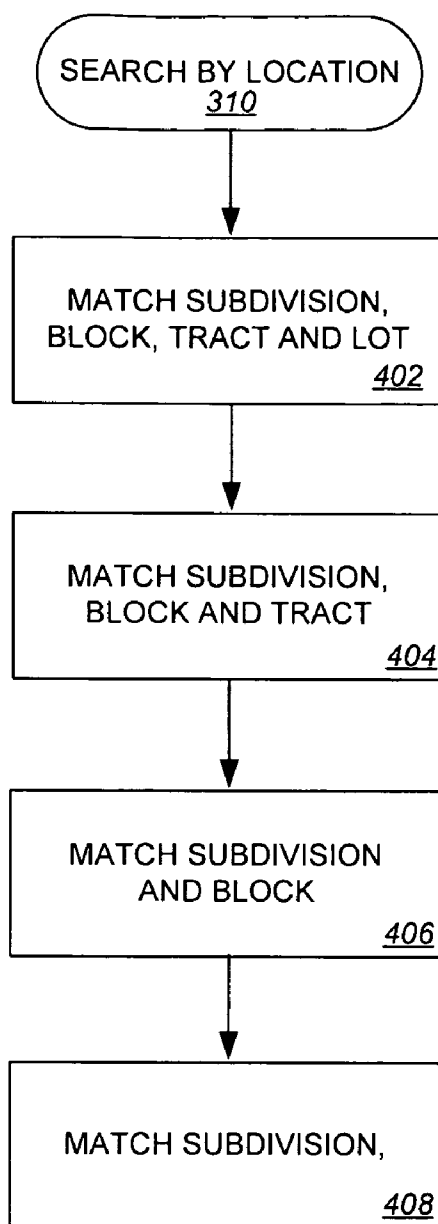 SEARCH BY LOCATION
310
MATCH SUBDIVISION,
BLOCK, TRACT AND LOT
402
MATCH SUBDIVISION,
BLOCK AND TRACT
404
MATCH SUBDIVISION
AND BLOCK
406
MATCH SUBDIVISION,
408